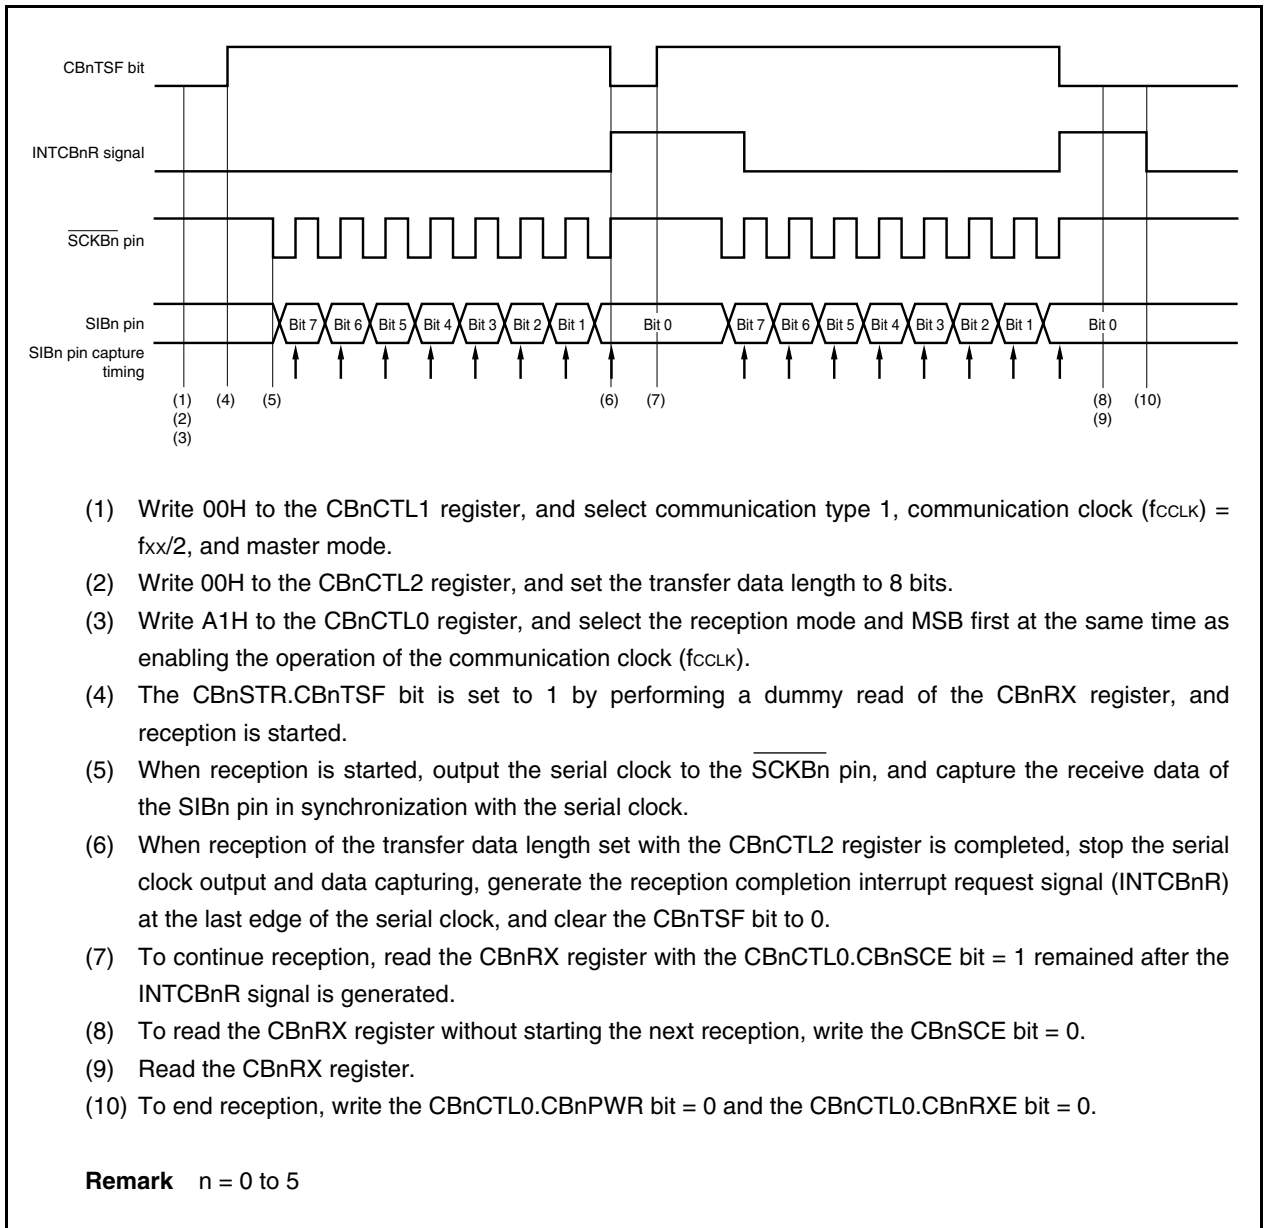 CBnTSF bit
INTCBnR signal
SCKBn pin
SIBn pin
Bit 7 Bit 6 Bit 5 Bit 4 Bit 3 Bit 2 Bit 1 Bit 0 Bit 7 Bit 6 Bit 5 Bit 4 Bit 3 Bit 2 Bit 1 Bit 0
SIBn pin capture
timing
(1) (4) (5) (6) (7) (8) (10)
(2) (9)
(3)
(1) Write 00H to the CBnCTL1 register, and select communication type 1, communication clock (fCCLK) =
fXX/2, and master mode.
(2) Write 00H to the CBnCTL2 register, and set the transfer data length to 8 bits.
(3) Write A1H to the CBnCTL0 register, and select the reception mode and MSB first at the same time as
enabling the operation of the communication clock (fCCLK).
(4) The CBnSTR.CBnTSF bit is set to 1 by performing a dummy read of the CBnRX register, and
reception is started.
(5) When reception is started, output the serial clock to the SCKBn pin, and capture the receive data of
the SIBn pin in synchronization with the serial clock.
(6) When reception of the transfer data length set with the CBnCTL2 register is completed, stop the serial
clock output and data capturing, generate the reception completion interrupt request signal (INTCBnR)
at the last edge of the serial clock, and clear the CBnTSF bit to 0.
(7) To continue reception, read the CBnRX register with the CBnCTL0.CBnSCE bit = 1 remained after the
INTCBnR signal is generated.
(8) To read the CBnRX register without starting the next reception, write the CBnSCE bit = 0.
(9) Read the CBnRX register.
(10) To end reception, write the CBnCTL0.CBnPWR bit = 0 and the CBnCTL0.CBnRXE bit = 0.
Remark n = 0 to 5